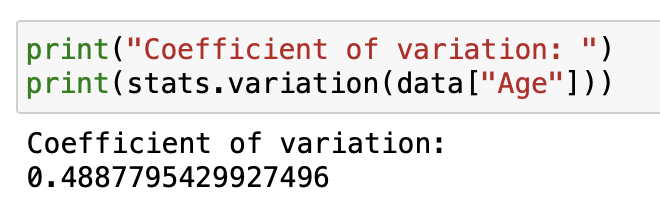 print("Coefficient of variation: ")
print(stats.variation(data["Age"]))
Coefficient of variation:
0.4887795429927496